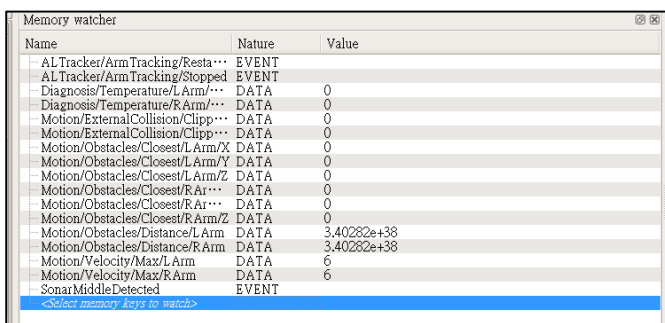 Memory watcher
Name Nature Value
ALTracker/ArmTracking/Resta··· EVENT
ALTracker/ArmTracking/Stopped EVENT
Diagnosis/Temperature/LArm/··· DATA 0
Diagnosis/Temperature/RArm/··· DATA 0
Motion/ExternalCollision/Clipp··· DATA 0
Motion/ExternalCollision/Clipp··· DATA 0
Motion/Obstacles/Closest/LArm/X DATA 0
Motion/Obstacles/Closest/LArm/Y DATA 0
Motion/Obstacles/Closest/LArm/Z DATA 0
Motion/Obstacles/Closest/RAr··· DATA 0
Motion/Obstacles/Closest/RAr··· DATA 0
Motion/Obstacles/Closest/RArm/Z DATA 0
Motion/Obstacles/Distance/LArm DATA 3.40282e+38
Motion/Obstacles/Distance/RArm DATA 3.40282e+38
Motion/Velocity/Max/LArm DATA 6
Motion/Velocity/Max/RArm DATA 6
SonarMiddleDetected EVENT
<Select memory keys to watch>